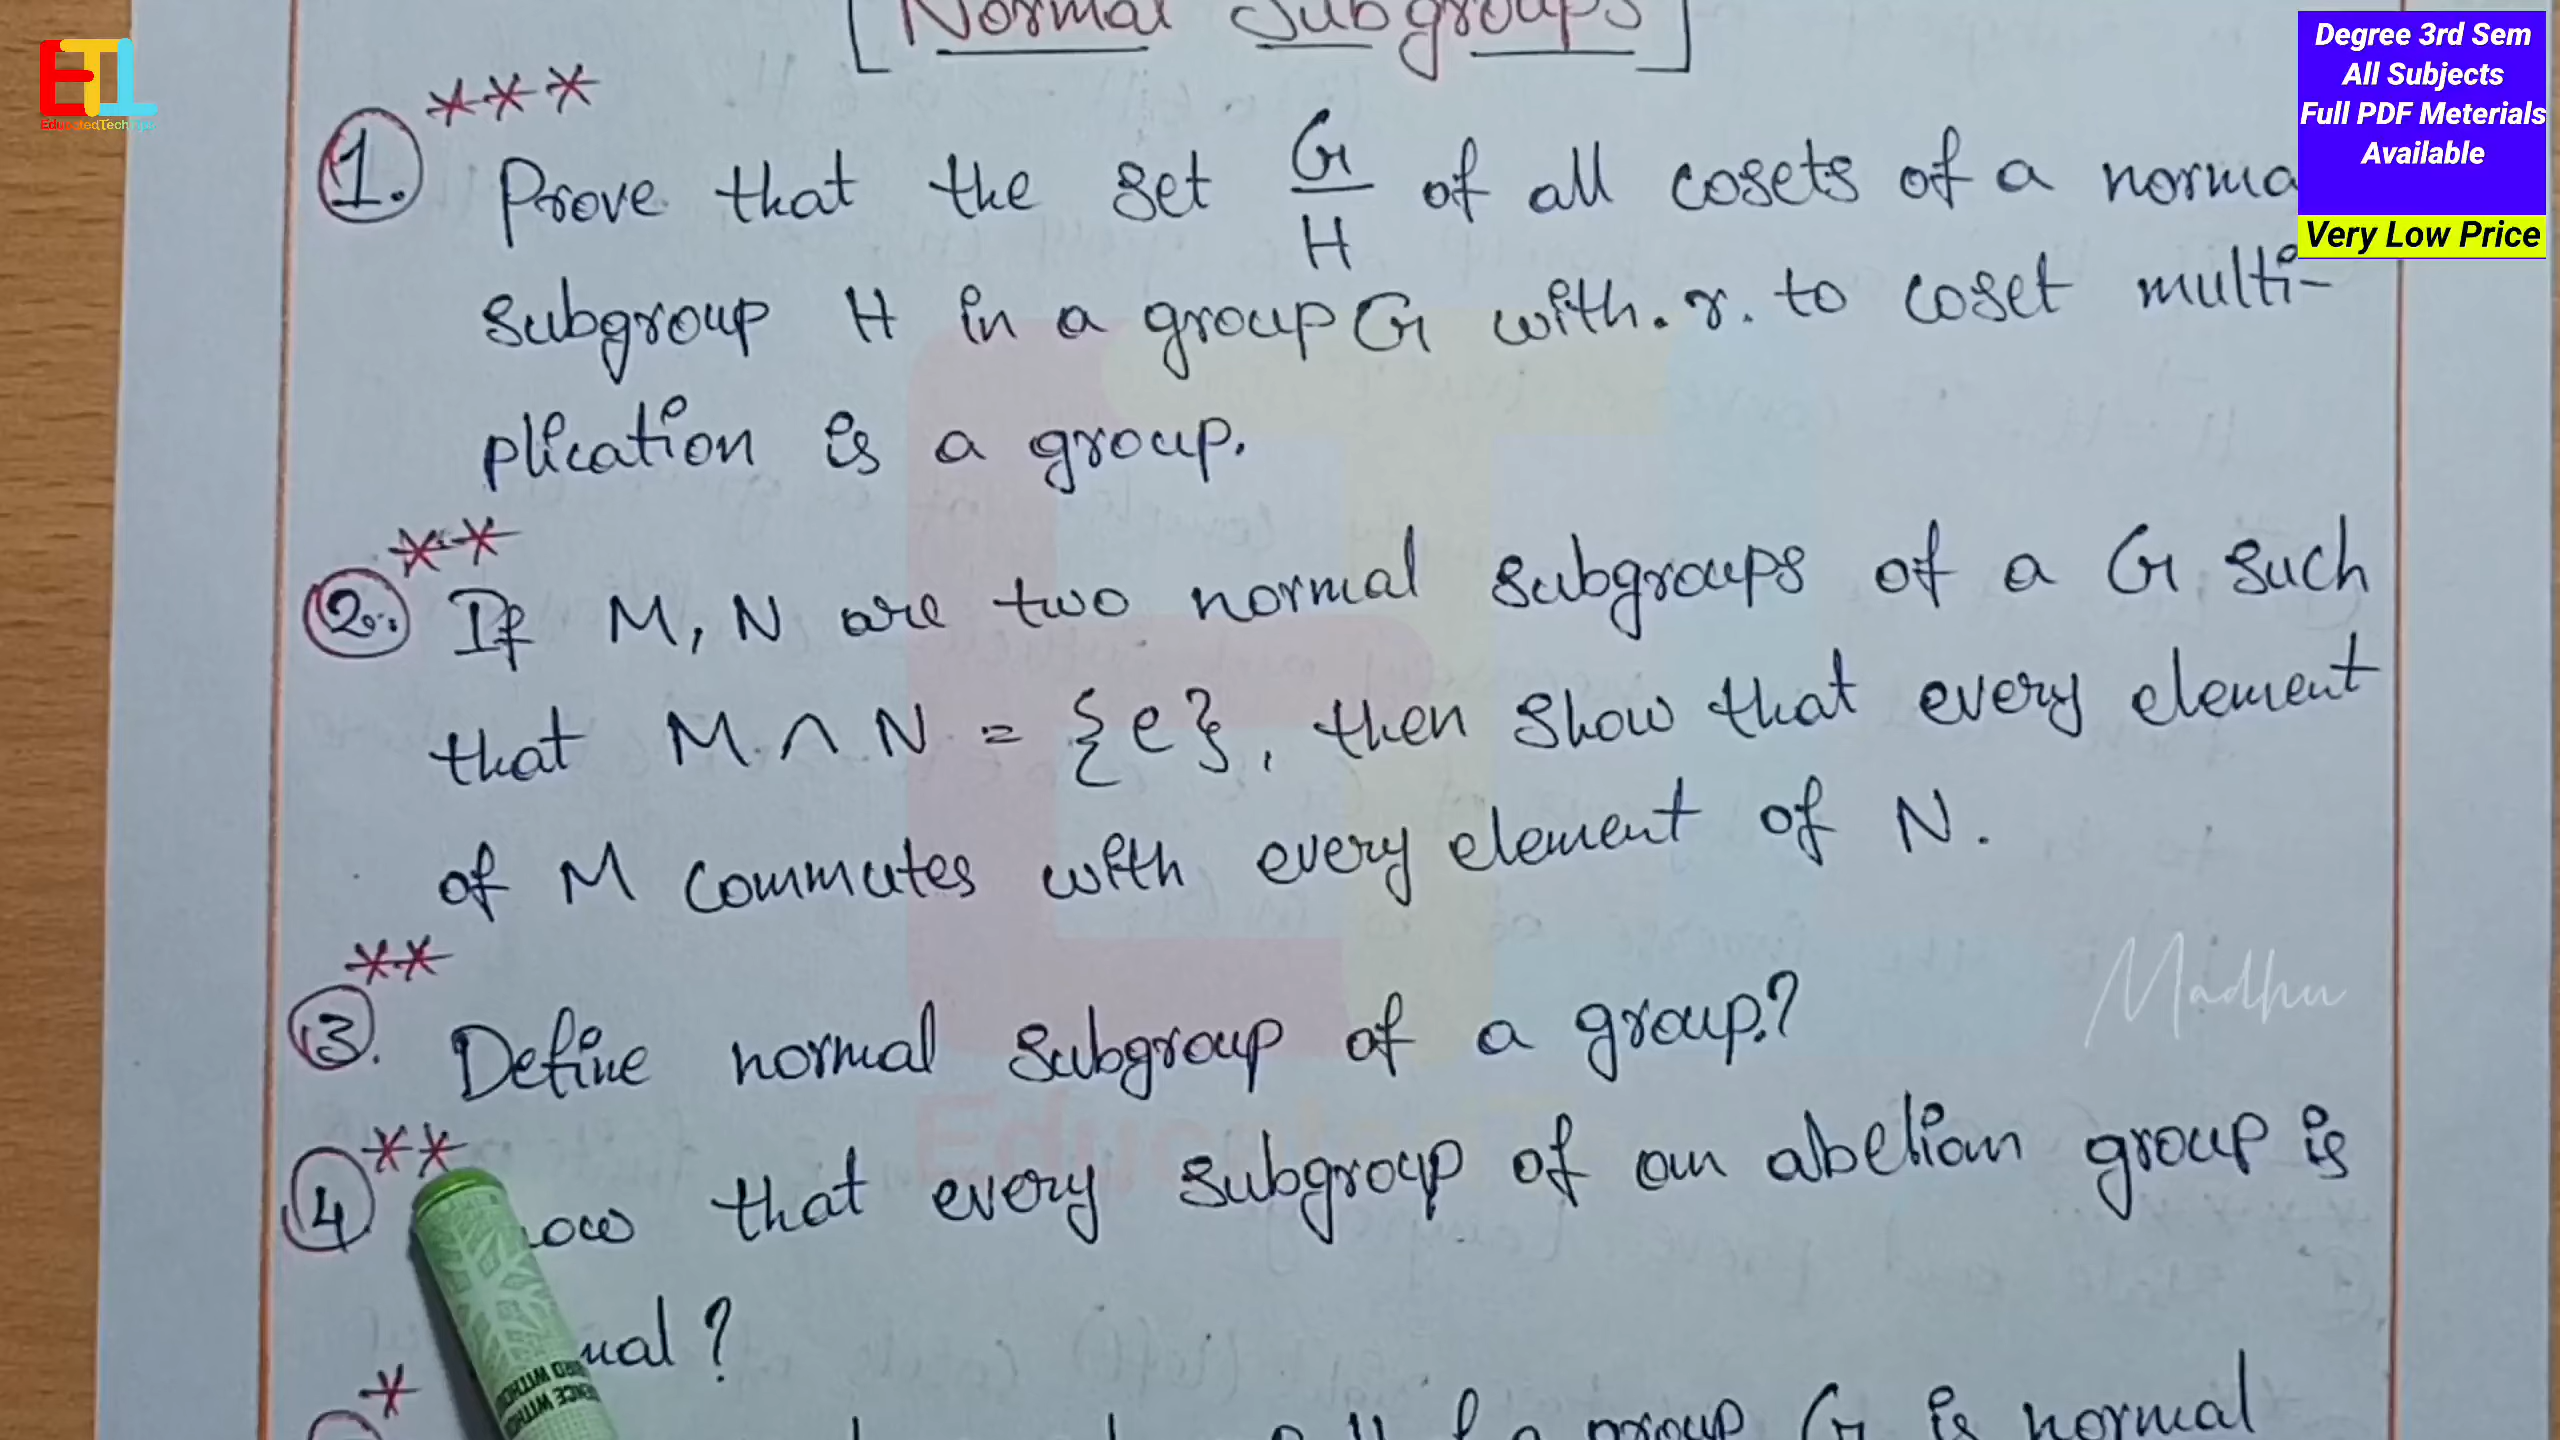 [Normal Subgroups]
ETL
Degree 3rd Sem
All Subjects
Full PDF Meterials
Available
Very Low Price
*** 
1. Prove that the set G/H of all cosets of a norma
subgroup H in a group G with.r.to coset multi-
plication is a group.
**
2. If M, N are two normal subgroups of a G such
that M ∩ N = {e}, then show that every element
of M commutes with every element of N.
**
3. Define normal subgroup of a group?
**
4 ow that every subgroup of an abelian group is
ual?
*
a group G is normal
Madhu